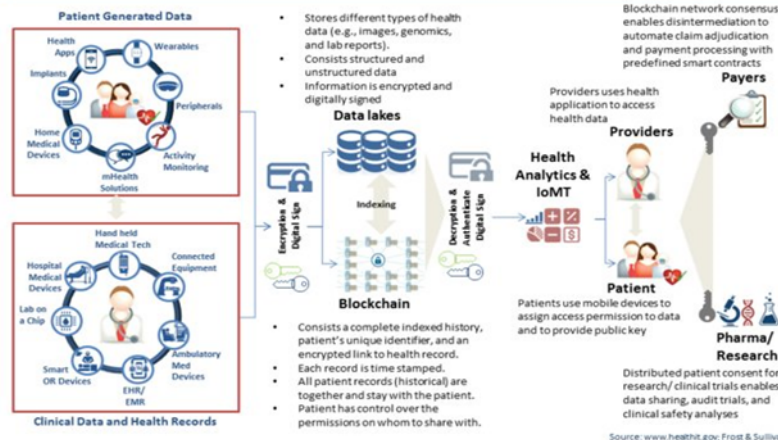 Patient Generated Data
Health
Apps
Wearables
Implants
Peripherals
Home
Medical
Devices
Activity
Monitoring
mHealth
Solutions
Hand held
Medical Tech
Hospital
Medical
Devices
Connected
Equipment
Lab on
a Chip
Smart
OR Devices
EHR/
EMR
Ambulatory
Med
Devices
Clinical Data and Health Records
• Stores different types of health
data (e.g., images, genomics,
and lab reports).
• Consists structured and
unstructured data
• Information is encrypted and
digitally signed
Data lakes
Encryption &
Digital Sign
Indexing
Decryption &
Authenticate
Digital Sign
Blockchain
• Consists a complete indexed history,
patient's unique identifier, and an
encrypted link to health record.
• Each record is time stamped.
• All patient records (historical) are
together and stay with the patient.
• Patient has control over the
permissions on whom to share with.
Health
Analytics &
IoMT
Blockchain network consensus
enables disintermediation to
automate claim adjudication
and payment processing with
predefined smart contracts
Payers
Providers uses health
application to access
health data
Providers
Patient
Patients use mobile devices to
assign access permission to data
and to provide public key
Pharma/
Research
Distributed patient consent for
research/ clinical trials enables
data sharing, audit trials, and
clinical safety analyses
Source: www.healthit.gov; Frost &